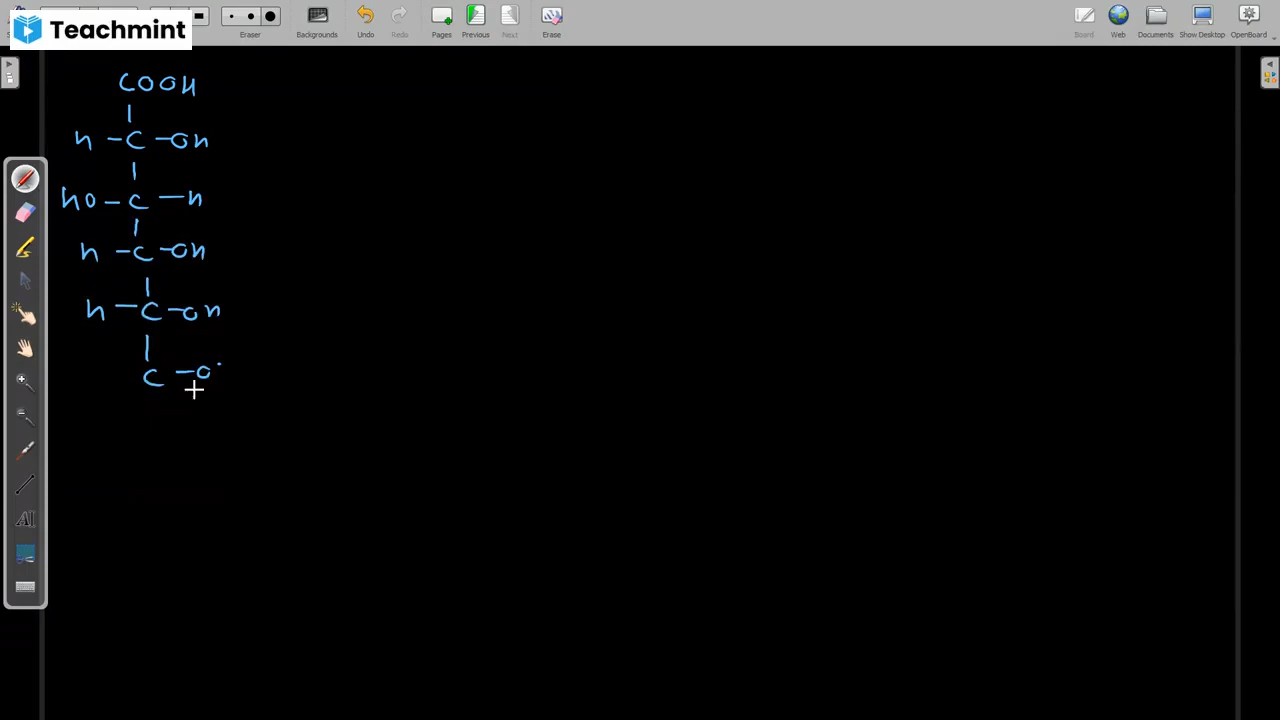 Teachmint
Eraser
Backgrounds
Undo
Redo
Pages
Previous
Next
Erase
Board
Web
Documents
Show Desktop
OpenBoard
COOH
h - C - OH
HO - C - H
h - C - OH
h - C - OH
C - O